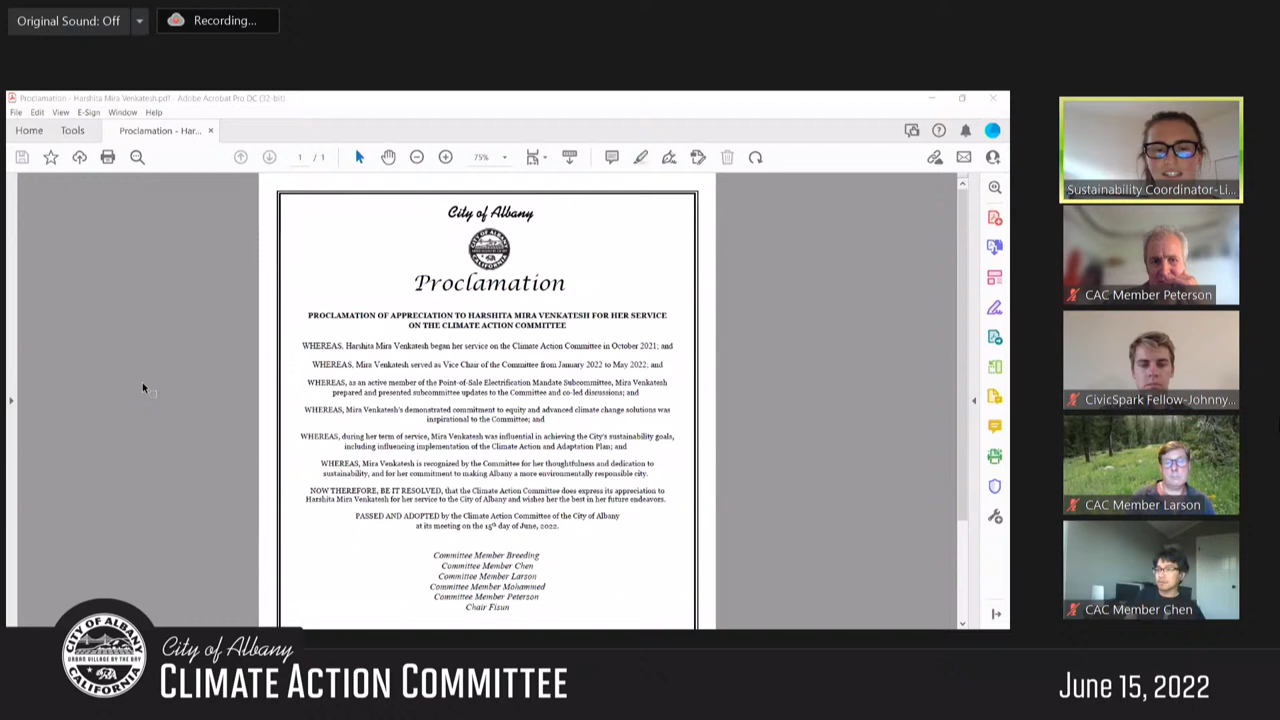 Original Sound: Off
Recording...
Proclamation - Harshita Mira Venkatesh.pdf - Adobe Acrobat Pro DC (32-bit)
File Edit View E-Sign Window Help
Home Tools Proclamation - Har... ×
1 / 1 75%
City of Albany
CITY OF ALBANY
CALIFORNIA
Proclamation
PROCLAMATION OF APPRECIATION TO HARSHITA MIRA VENKATESH FOR HER SERVICE
ON THE CLIMATE ACTION COMMITTEE
WHEREAS, Harshita Mira Venkatesh began her service on the Climate Action Committee in October 2021; and
WHEREAS, Mira Venkatesh served as Vice Chair of the Committee from January 2022 to May 2022; and
WHEREAS, as an active member of the Point-of-Sale Electrification Mandate Subcommittee, Mira Venkatesh
prepared and presented subcommittee updates to the Committee and co-led discussions; and
WHEREAS, Mira Venkatesh's demonstrated commitment to equity and advanced climate change solutions was
inspirational to the Committee; and
WHEREAS, during her term of service, Mira Venkatesh was influential in achieving the City's sustainability goals,
including influencing implementation of the Climate Action and Adaptation Plan; and
WHEREAS, Mira Venkatesh is recognized by the Committee for her thoughtfulness and dedication to
sustainability, and for her commitment to making Albany a more environmentally responsible city.
NOW THEREFORE, BE IT RESOLVED, that the Climate Action Committee does express its appreciation to
Harshita Mira Venkatesh for her service to the City of Albany and wishes her the best in her future endeavors.
PASSED AND ADOPTED by the Climate Action Committee of the City of Albany
at its meeting on the 15th day of June, 2022.
Committee Member Breeding
Committee Member Chen
Committee Member Larson
Committee Member Mohammed
Committee Member Peterson
Chair Fisun
Sustainability Coordinator-Li...
CAC Member Peterson
CivicSpark Fellow-Johnny...
CAC Member Larson
CAC Member Chen
CITY OF ALBANY
URBAN VILLAGE BY THE BAY
CALIFORNIA
City of Albany
CLIMATE ACTION COMMITTEE
June 15, 2022